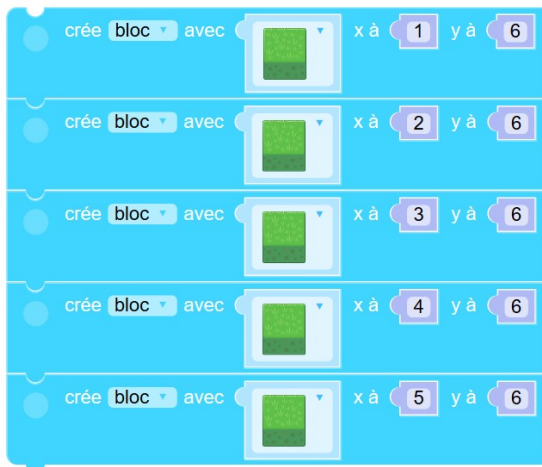 crée bloc avec x à 1 y à 6
crée bloc avec x à 2 y à 6
crée bloc avec x à 3 y à 6
crée bloc avec x à 4 y à 6
crée bloc avec x à 5 y à 6